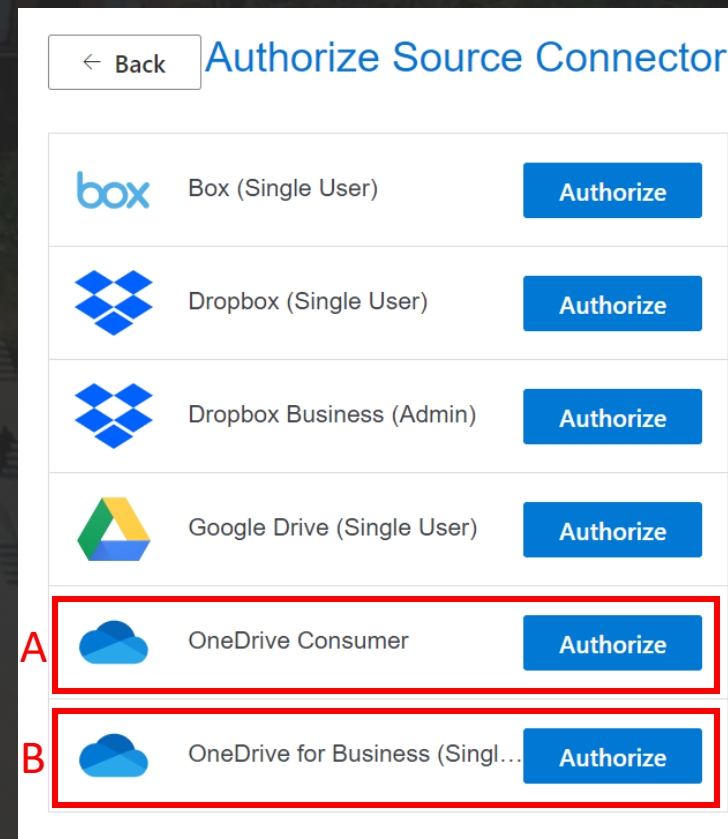 ← Back
Authorize Source Connector
box Box (Single User) Authorize
Dropbox (Single User) Authorize
Dropbox Business (Admin) Authorize
Google Drive (Single User) Authorize
A OneDrive Consumer Authorize
B OneDrive for Business (Singl... Authorize